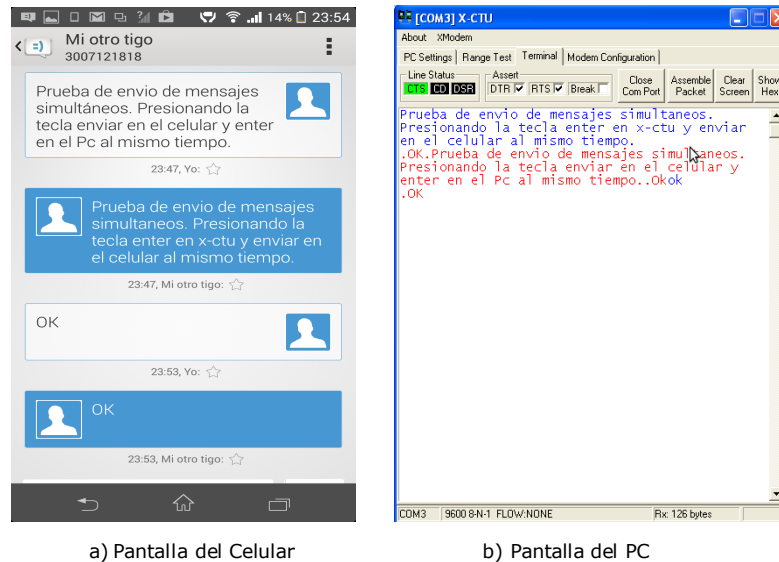 14% 23:54
Mi otro tigo
3007121818
Prueba de envio de mensajes
simultáneos. Presionando la
tecla enviar en el celular y enter
en el Pc al mismo tiempo.
23:47, Yo:
Prueba de envio de mensajes
simultaneos. Presionando la
tecla enter en x-ctu y enviar en
el celular al mismo tiempo.
23:47, Mi otro tigo:
OK
23:53, Yo:
OK
23:53, Mi otro tigo:
a) Pantalla del Celular
[COM3] X-CTU
About XModem
PC Settings Range Test Terminal Modem Configuration
Line Status Assert
CTS CD DSR DTR RTS Break
Close Com Port
Assemble Packet
Clear Screen
Show Hex
Prueba de envio de mensajes simultaneos.
Presionando la tecla enter en x-ctu y enviar
en el celular al mismo tiempo.
.OK.Prueba de envio de mensajes simultaneos.
Presionando la tecla enviar en el celular y
enter en el Pc al mismo tiempo..Okok
.OK
COM3 9600 8-N-1 FLOW:NONE Rx: 126 bytes
b) Pantalla del PC